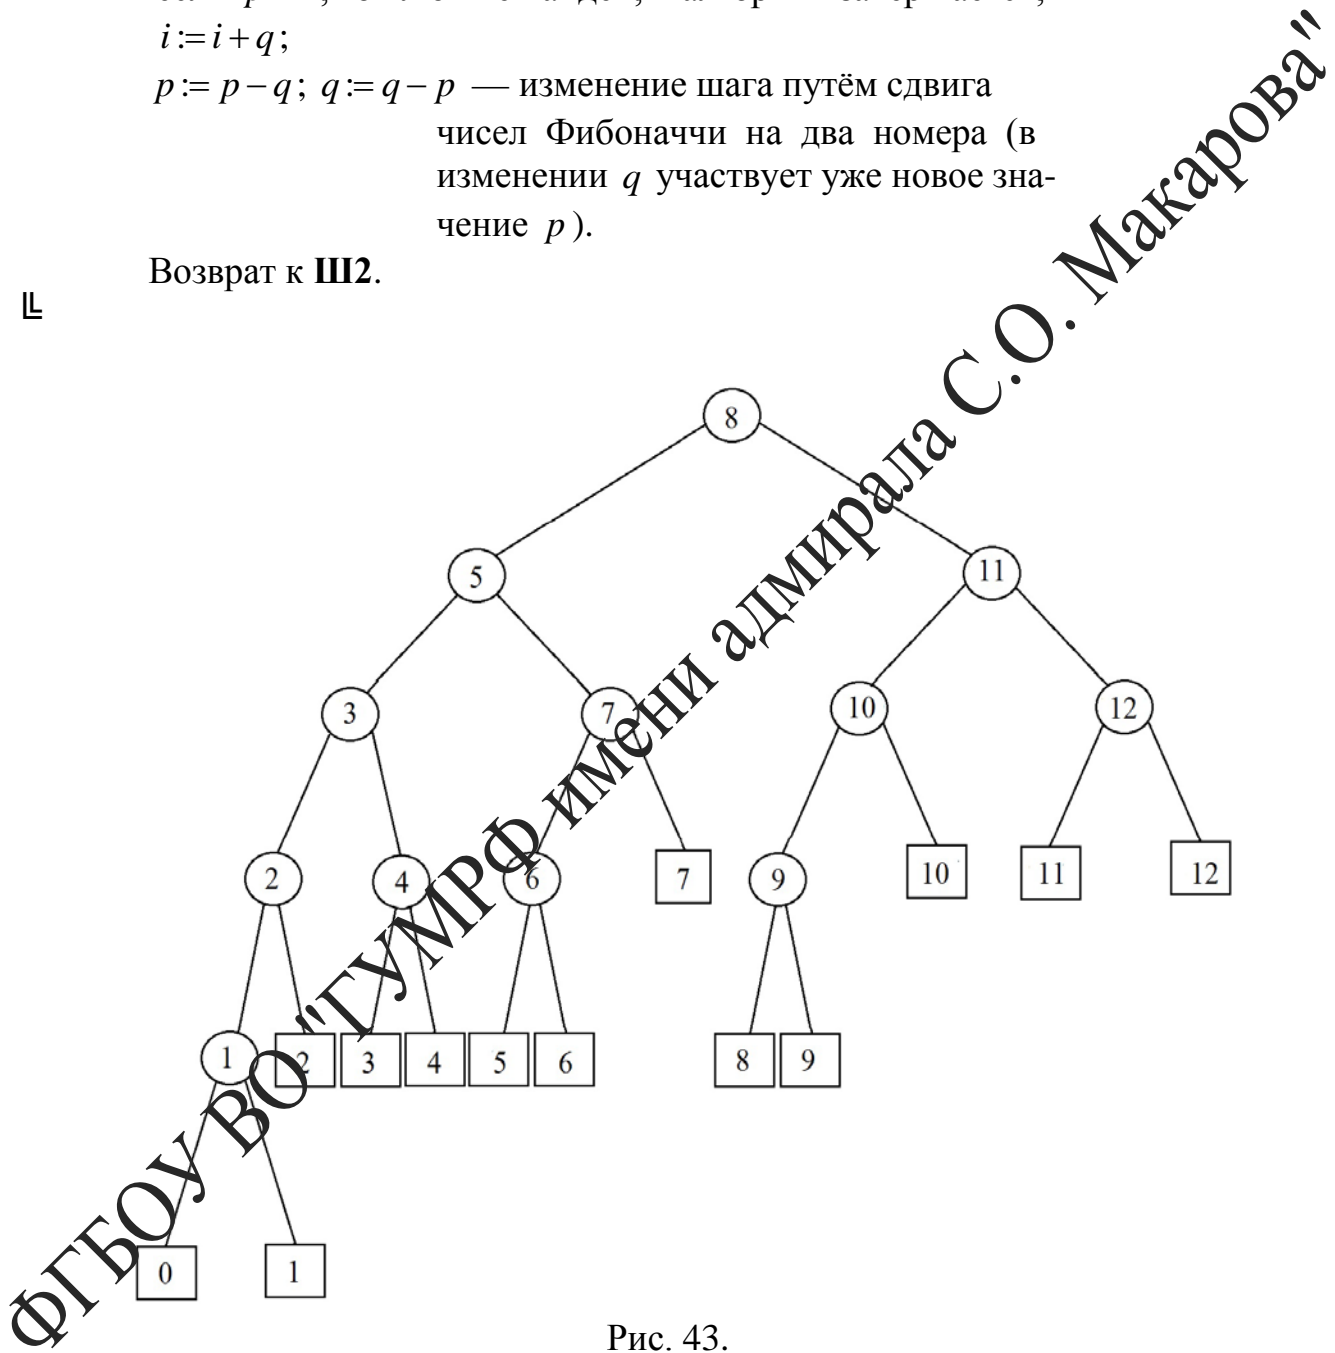 i := i + q;
p := p − q; q := q − p — изменение шага путём сдвига
чисел Фибоначчи на два номера (в
изменении q участвует уже новое зна-
чение p).
Возврат к Ш2.
8
5 11
3 7 10 12
2 4 6 7 9 10 11 12
1 2 3 4 5 6 8 9
0 1
Рис. 43.
ФГБОУ ВО "ГУМРФ имени адмирала С.О. Макарова"